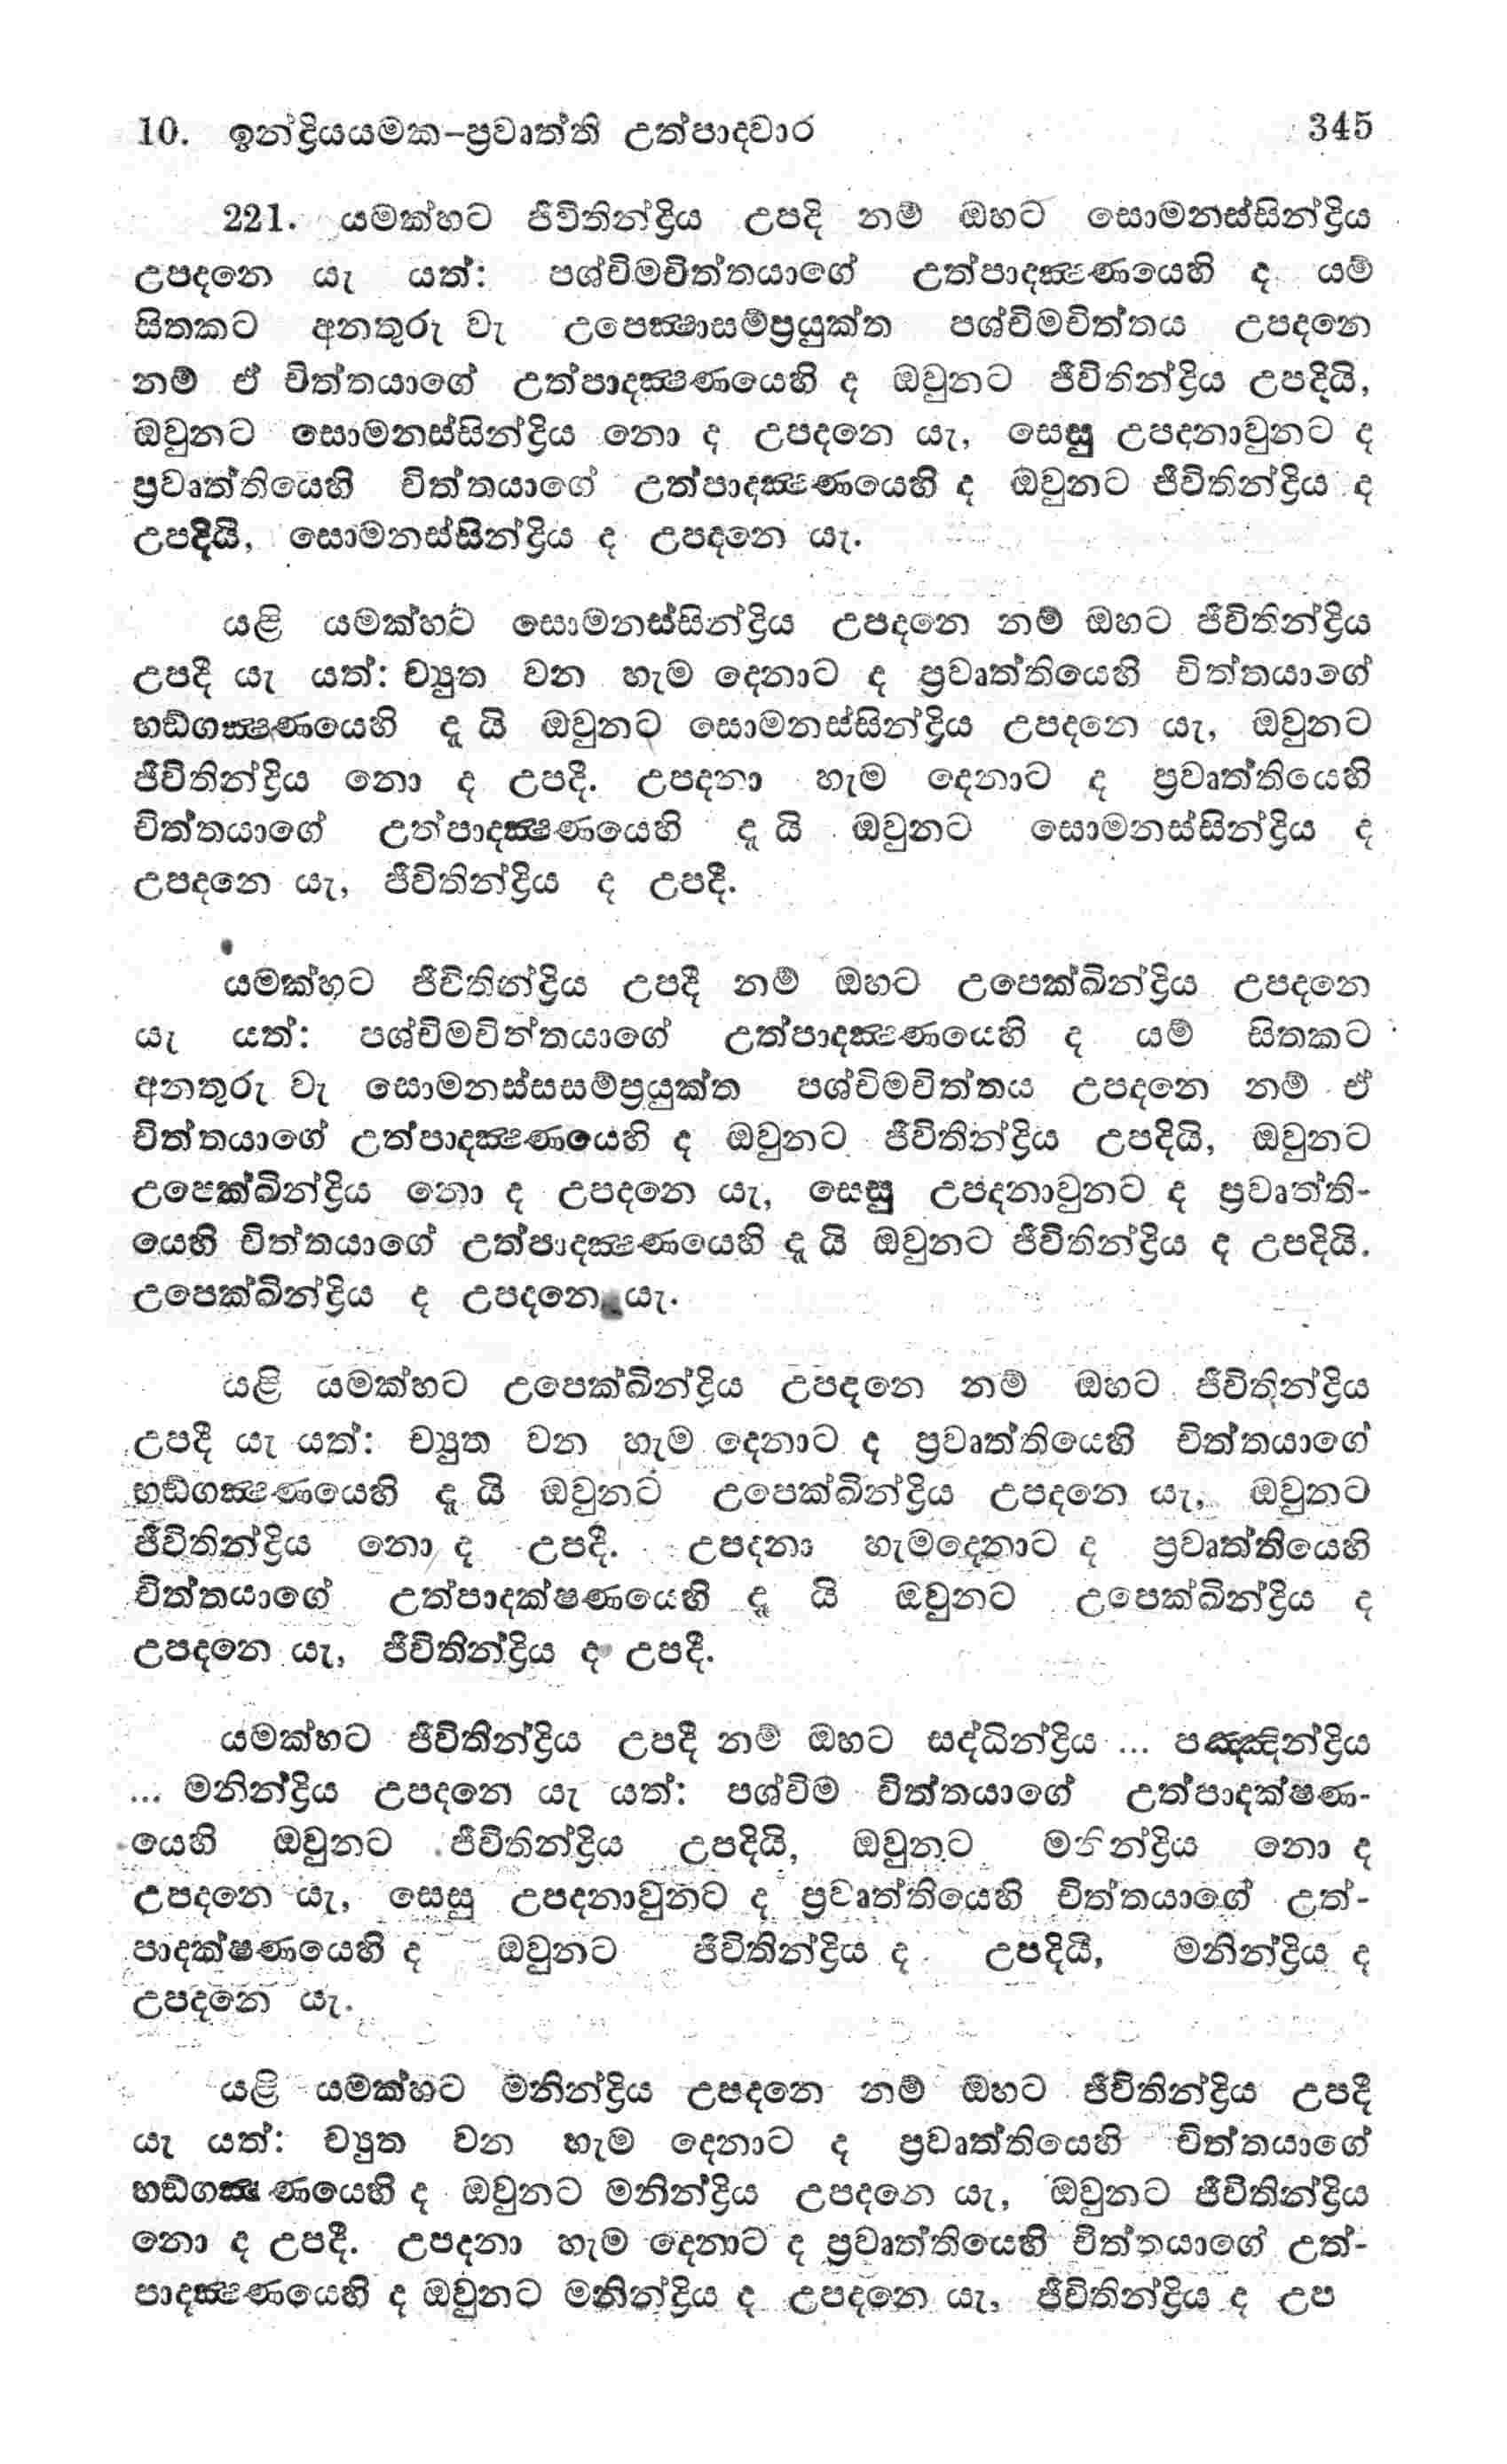 10. ඉන්ද්‍රියයමක–ප්‍රවෘත්ති උත්පාදවාර 345
221. යමක්හට ජීවිතින්ද්‍රිය උපදි නම් ඔහට සොමනස්සින්ද්‍රිය
උපදනෙ යැ යත්: පශ්චිමචිත්තයාගේ උත්පාදක්‍ෂණයෙහි ද යම්
සිතකට අනතුරු වැ උපෙක්‍ෂාසම්ප්‍රයුක්ත පශ්චිමචිත්තය උපදනෙ
නම් ඒ චිත්තයාගේ උත්පාදක්‍ෂණයෙහි ද ඔවුනට ජීවිතින්ද්‍රිය උපදියි,
ඔවුනට සොමනස්සින්ද්‍රිය නො ද උපදනෙ යැ, සෙසු උපදනාවුනට ද
ප්‍රවෘත්තියෙහි චිත්තයාගේ උත්පාදක්‍ෂණයෙහි ද ඔවුනට ජීවිතින්ද්‍රිය ද
උපදියි, සොමනස්සින්ද්‍රිය ද උපදනෙ යැ.
යළි යමක්හට සොමනස්සින්ද්‍රිය උපදනෙ නම් ඔහට ජීවිතින්ද්‍රිය
උපදී යැ යත්: ච්‍යුත වන හැම දෙනාට ද ප්‍රවෘත්තියෙහි චිත්තයාගේ
භඞ්ගක්‍ෂණයෙහි දූ යි ඔවුනට සොමනස්සින්ද්‍රිය උපදනෙ යැ, ඔවුනට
ජීවිතින්ද්‍රිය නො ද උපදී. උපදනා හැම දෙනාට ද ප්‍රවෘත්තියෙහි
චිත්තයාගේ උත්පාදක්‍ෂණයෙහි දූ යි ඔවුනට සොමනස්සින්ද්‍රිය ද
උපදනෙ යැ, ජීවිතින්ද්‍රිය ද උපදී.
යමක්හට ජීවිතින්ද්‍රිය උපදී නම් ඔහට උපෙක්ඛින්ද්‍රිය උපදනෙ
යැ යත්: පශ්චිමචිත්තයාගේ උත්පාදක්‍ෂණයෙහි ද යම් සිතකට
අනතුරු වැ සොමනස්සසම්ප්‍රයුක්ත පශ්චිමචිත්තය උපදනෙ නම් ඒ
චිත්තයාගේ උත්පාදක්‍ෂණයෙහි ද ඔවුනට ජීවිතින්ද්‍රිය උපදියි, ඔවුනට
උපෙක්ඛින්ද්‍රිය නො ද උපදනෙ යැ, සෙසු උපදනාවුනට ද ප්‍රවෘත්ති-
යෙහි චිත්තයාගේ උත්පාදක්‍ෂණයෙහි දූ යි ඔවුනට ජීවිතින්ද්‍රිය ද උපදියි.
උපෙක්ඛින්ද්‍රිය ද උපදනෙ යැ.
යළි යමක්හට උපෙක්ඛින්ද්‍රිය උපදනෙ නම් ඔහට ජීවිතින්ද්‍රිය
උපදී යැ යත්: ච්‍යුත වන හැම දෙනාට ද ප්‍රවෘත්තියෙහි චිත්තයාගේ
භඞ්ගක්‍ෂණයෙහි දූ යි ඔවුනට උපෙක්ඛින්ද්‍රිය උපදනෙ යැ, ඔවුනට
ජීවිතින්ද්‍රිය නො ද උපදී. උපදනා හැමදෙනාට ද ප්‍රවෘත්තියෙහි
චිත්තයාගේ උත්පාදක්ෂණයෙහි දූ යි ඔවුනට උපෙක්ඛින්ද්‍රිය ද
උපදනෙ යැ, ජීවිතින්ද්‍රිය ද උපදී.
යමක්හට ජීවිතින්ද්‍රිය උපදී නම් ඔහට සද්ධින්ද්‍රිය ... පඤ්ඤින්ද්‍රිය
... මනින්ද්‍රිය උපදනෙ යැ යත්: පශ්චිම චිත්තයාගේ උත්පාදක්ෂණ-
යෙහි ඔවුනට ජීවිතින්ද්‍රිය උපදියි, ඔවුනට මනින්ද්‍රිය නො ද
උපදනෙ යැ, සෙසු උපදනාවුනට ද ප්‍රවෘත්තියෙහි චිත්තයාගේ උත්-
පාදක්ෂණයෙහි ද ඔවුනට ජීවිතින්ද්‍රිය ද උපදියි, මනින්ද්‍රිය ද
උපදනෙ යැ.
යළි යමක්හට මනින්ද්‍රිය උපදනෙ නම් ඔහට ජීවිතින්ද්‍රිය උපදී
යැ යත්: ච්‍යුත වන හැම දෙනාට ද ප්‍රවෘත්තියෙහි චිත්තයාගේ
භඞ්ගක්‍ෂණයෙහි ද ඔවුනට මනින්ද්‍රිය උපදනෙ යැ, ඔවුනට ජීවිතින්ද්‍රිය
නො ද උපදී. උපදනා හැම දෙනාට ද ප්‍රවෘත්තියෙහි චිත්තයාගේ උත්-
පාදක්‍ෂණයෙහි ද ඔවුනට මනින්ද්‍රිය ද උපදනෙ යැ, ජීවිතින්ද්‍රිය ද උප